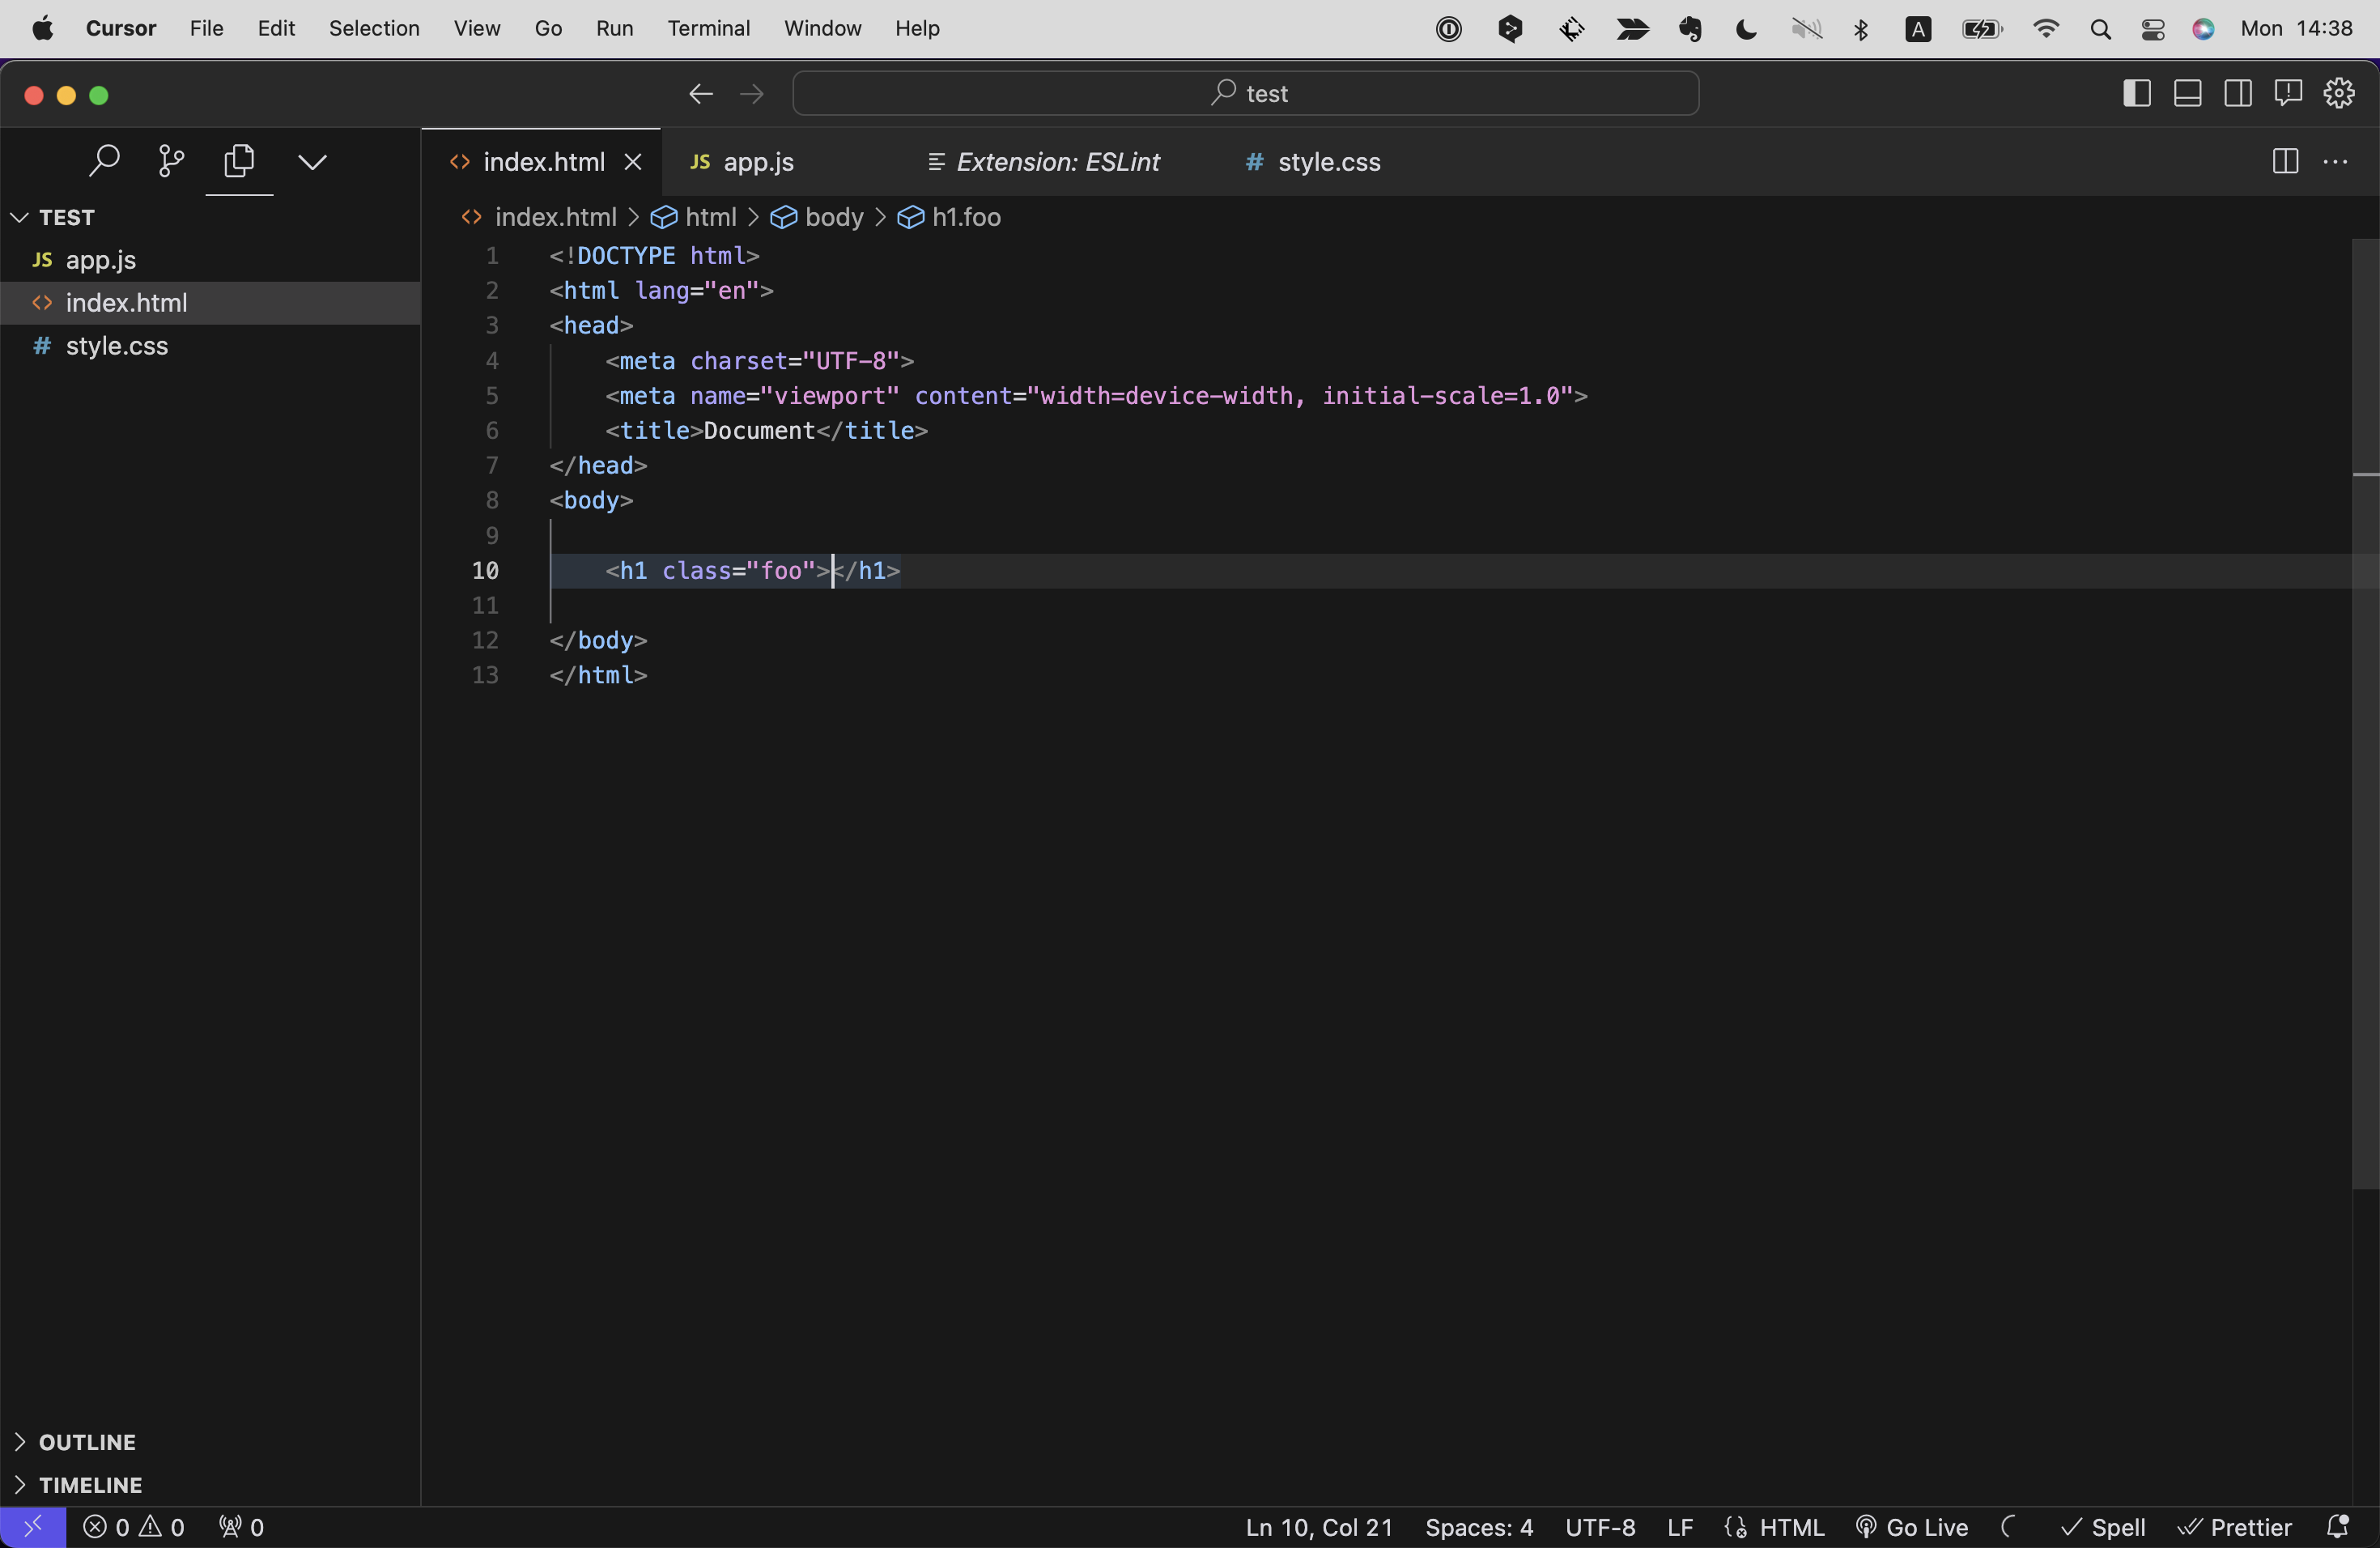 Cursor File Edit Selection View Go Run Terminal Window Help A Mon 14:38
test
index.html JS app.js Extension: ESLint # style.css
TEST
index.html > html > body > h1.foo
JS app.js
index.html
# style.css
1 <!DOCTYPE html>
2 <html lang="en">
3 <head>
4 <meta charset="UTF-8">
5 <meta name="viewport" content="width=device-width, initial-scale=1.0">
6 <title>Document</title>
7 </head>
8 <body>
9
10 <h1 class="foo"></h1>
11
12 </body>
13 </html>
OUTLINE
TIMELINE
0 0 0 Ln 10, Col 21 Spaces: 4 UTF-8 LF HTML Go Live Spell Prettier